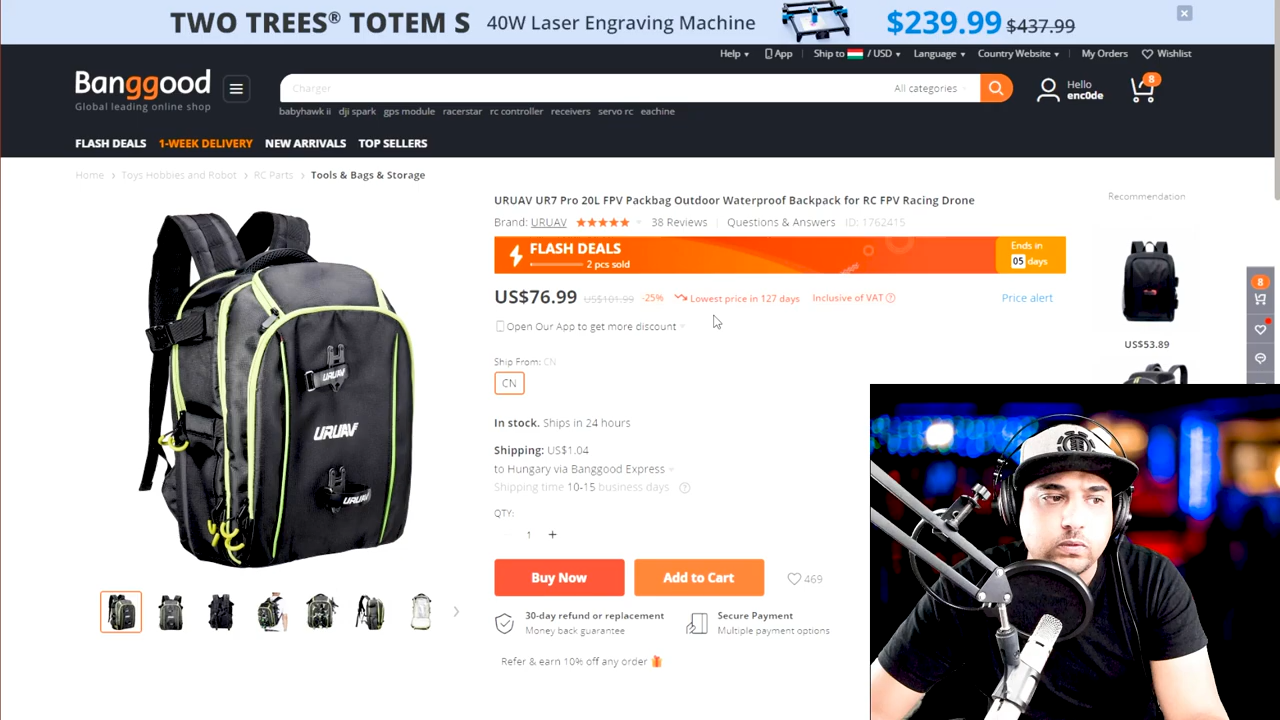 TWO TREES® TOTEM S 40W Laser Engraving Machine $239.99 $437.99
Help App Ship to / USD Language Country Website My Orders Wishlist
Banggood
Global leading online shop
Charger All categories
Hello
enc0de
8
babyhawk ii dji spark gps module racerstar rc controller receivers servo rc eachine
FLASH DEALS 1-WEEK DELIVERY NEW ARRIVALS TOP SELLERS
Home > Toys Hobbies and Robot > RC Parts > Tools & Bags & Storage
URUAV UR7 Pro 20L FPV Packbag Outdoor Waterproof Backpack for RC FPV Racing Drone
Brand: URUAV 38 Reviews Questions & Answers ID: 1762415
FLASH DEALS
2 pcs sold
Ends in
05 days
US$76.99 US$101.99 -25% Lowest price in 127 days Inclusive of VAT Price alert
Open Our App to get more discount
Ship From: CN
CN
In stock. Ships in 24 hours
Shipping: US$1.04
to Hungary via Banggood Express
Shipping time 10-15 business days
QTY:
1 +
Buy Now Add to Cart 469
30-day refund or replacement
Money back guarantee
Secure Payment
Multiple payment options
Refer & earn 10% off any order
Recommendation
US$53.89
8
URUAV
URUAV
URUAV